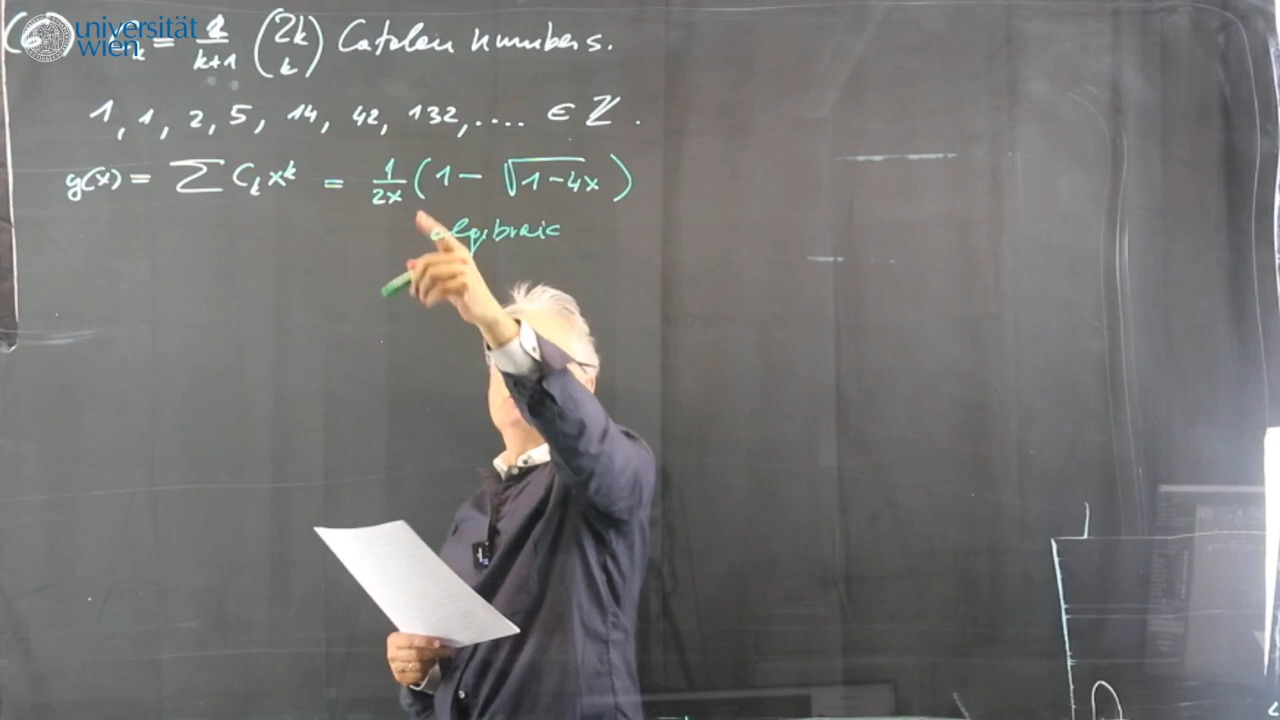 universität wien
(6) C_k = 1/(k+1) (2k k) Catalan numbers.
1, 1, 2, 5, 14, 42, 132, .... ∈ ℤ.
g(x) = ∑ C_k x^k = 1/2x (1 − √1−4x)
algebraic